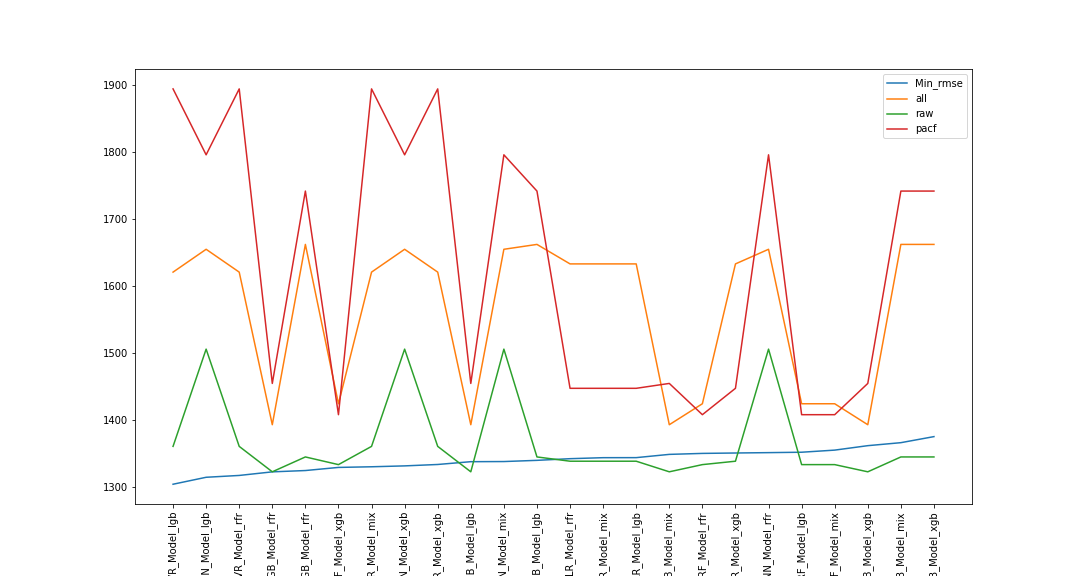 1900
1800
1700
1600
1500
1400
1300
Min_rmse
all
raw
pacf
R_Model_lgb
N_Model_lgb
VR_Model_rfr
GB_Model_rfr
GB_Model_rfr
F_Model_xgb
R_Model_mix
N_Model_xgb
R_Model_xgb
B_Model_lgb
N_Model_mix
B_Model_lgb
LR_Model_rfr
R_Model_mix
R_Model_lgb
B_Model_mix
RF_Model_rfr
R_Model_xgb
NN_Model_rfr
F_Model_lgb
F_Model_mix
B_Model_xgb
B_Model_mix
B_Model_xgb